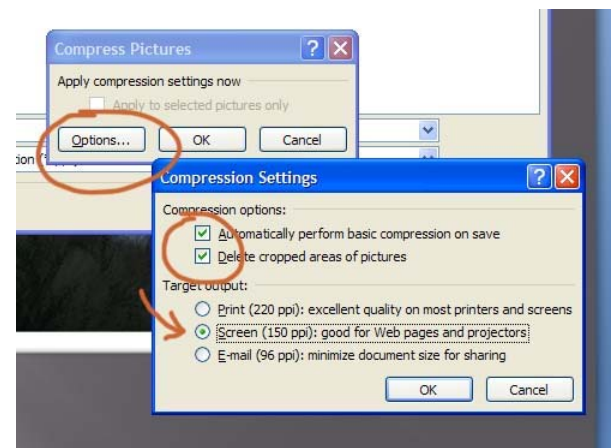 Compress Pictures
Apply compression settings now
Apply to selected pictures only
Options...
OK
Cancel
Compression Settings
Compression options:
Automatically perform basic compression on save
Delete cropped areas of pictures
Target output:
Print (220 ppi): excellent quality on most printers and screens
Screen (150 ppi): good for Web pages and projectors
E-mail (96 ppi): minimize document size for sharing
OK
Cancel